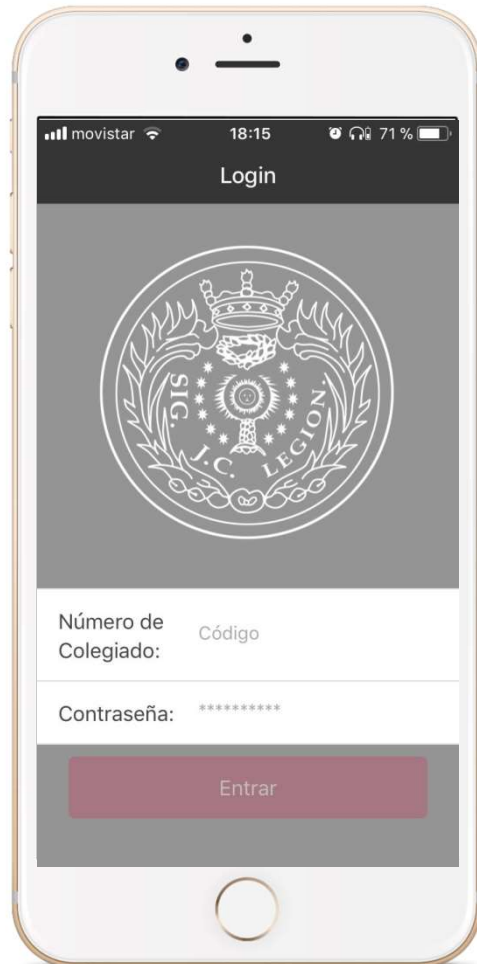 movistar 18:15 71 %
Login
SIG. J.C. LEGION.
Número de
Colegiado:
Código
Contraseña:
**********
Entrar